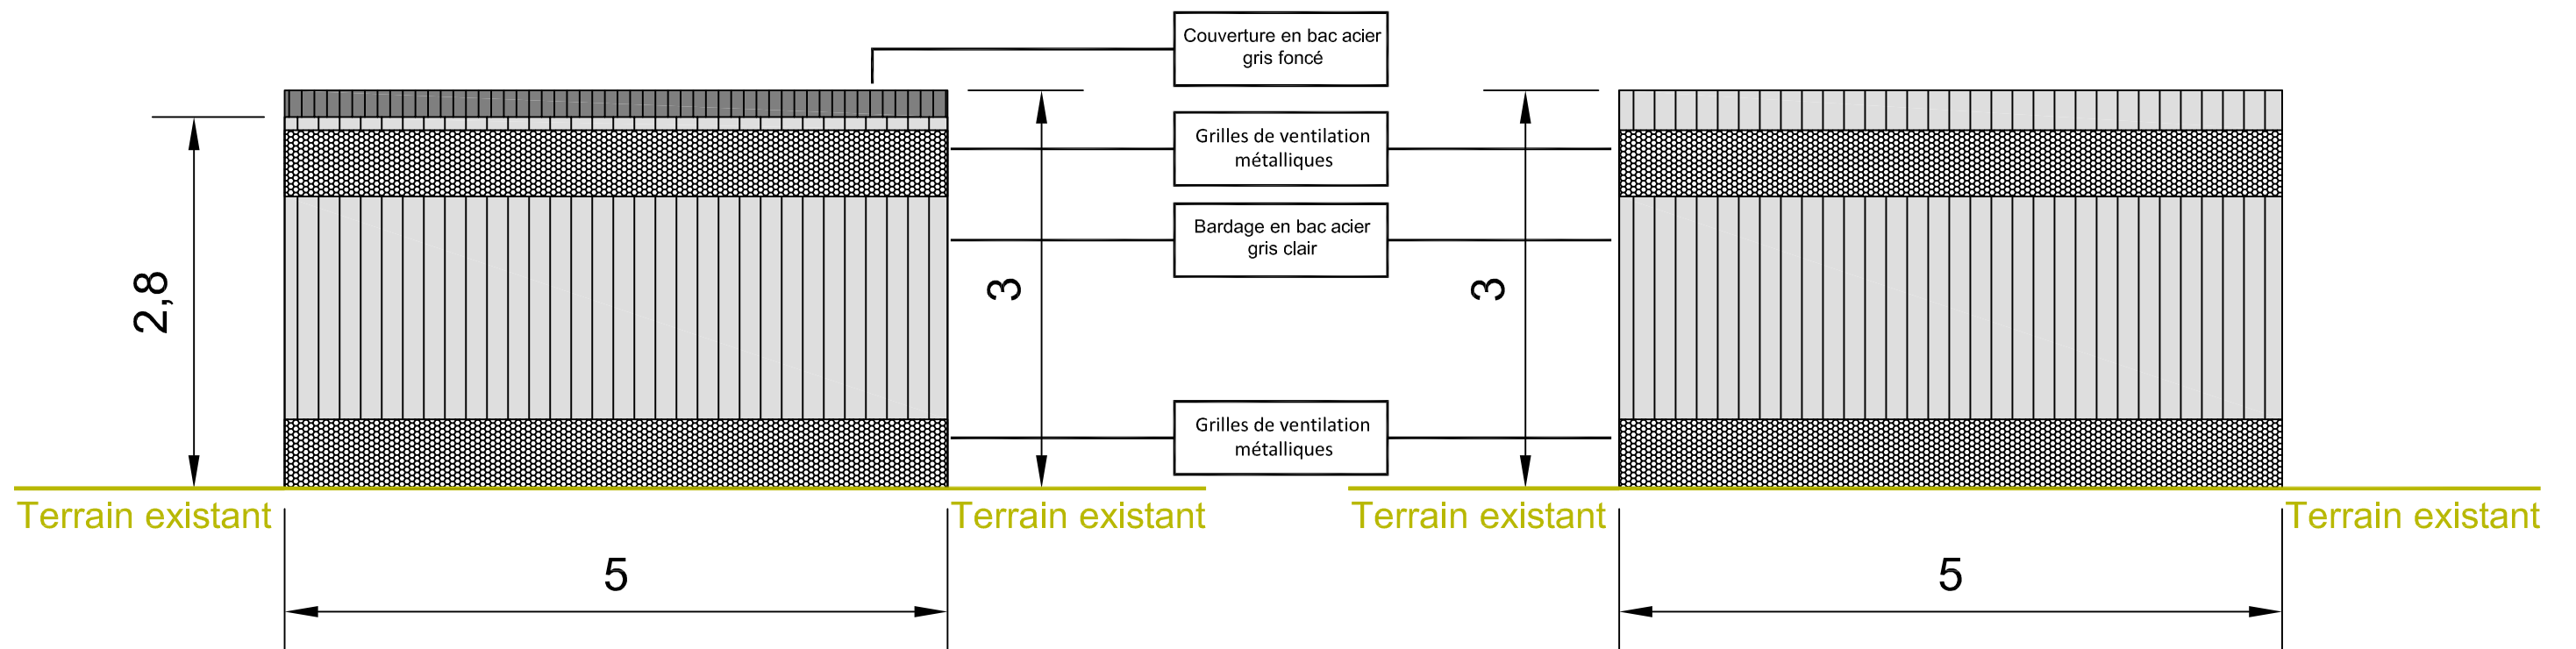 Couverture en bac acier
gris foncé
Grilles de ventilation
métalliques
Bardage en bac acier
gris clair
2,8
3
3
Grilles de ventilation
métalliques
Terrain existant
Terrain existant
Terrain existant
Terrain existant
5
5